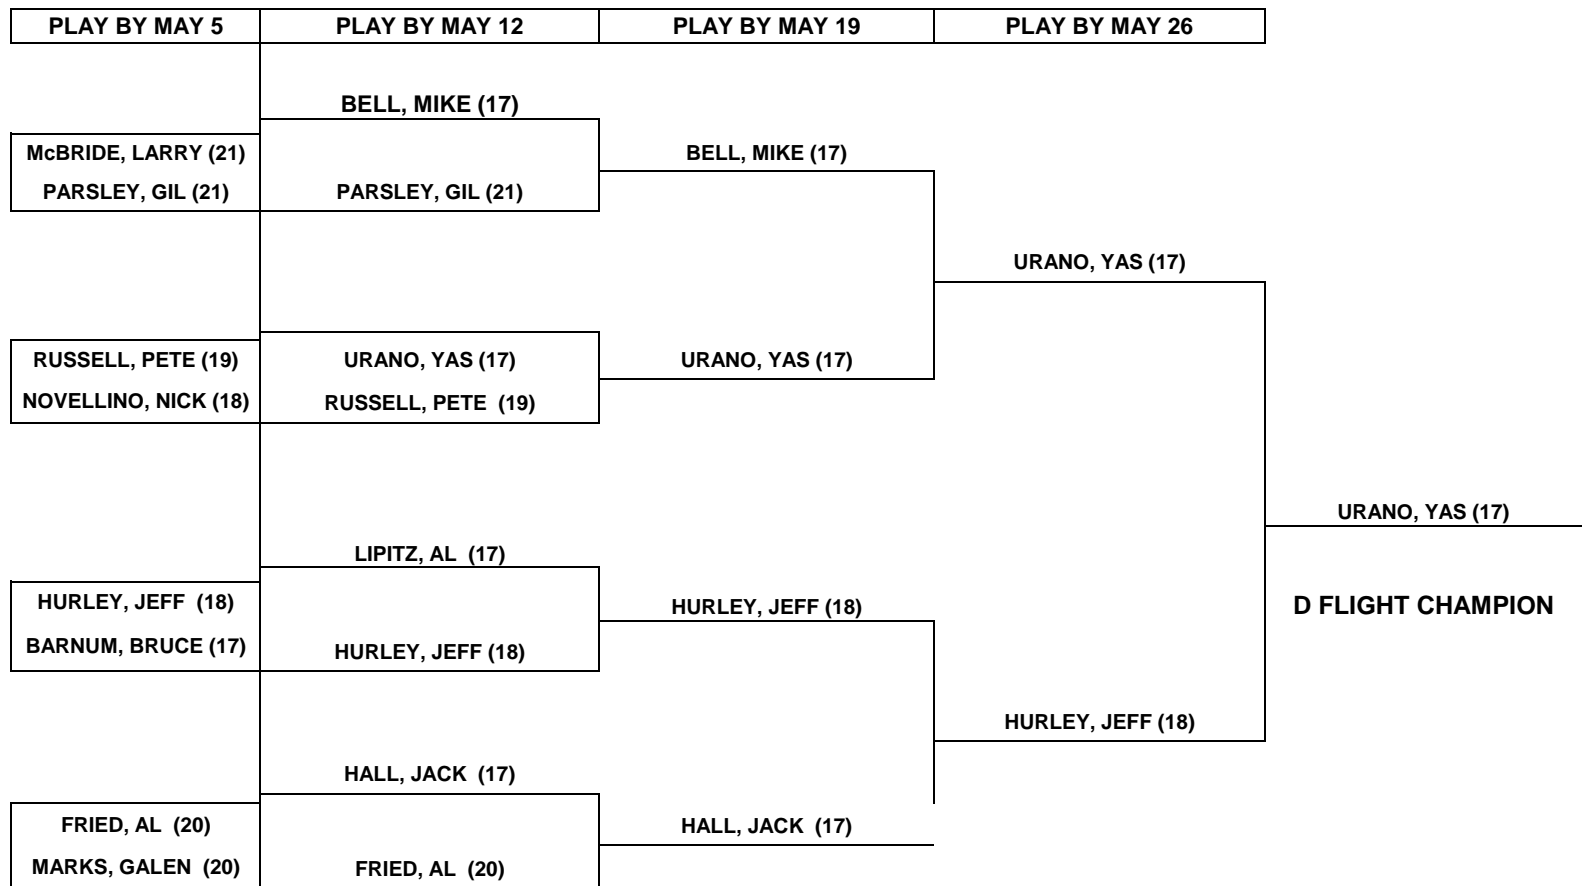 PLAY BY MAY 5 PLAY BY MAY 12 PLAY BY MAY 19 PLAY BY MAY 26
BELL, MIKE (17)
McBRIDE, LARRY (21) BELL, MIKE (17)
PARSLEY, GIL (21) PARSLEY, GIL (21)
URANO, YAS (17)
RUSSELL, PETE (19) URANO, YAS (17) URANO, YAS (17)
NOVELLINO, NICK (18) RUSSELL, PETE (19)
URANO, YAS (17)
LIPITZ, AL (17)
HURLEY, JEFF (18) HURLEY, JEFF (18) D FLIGHT CHAMPION
BARNUM, BRUCE (17) HURLEY, JEFF (18)
HURLEY, JEFF (18)
HALL, JACK (17)
FRIED, AL (20) HALL, JACK (17)
MARKS, GALEN (20) FRIED, AL (20)